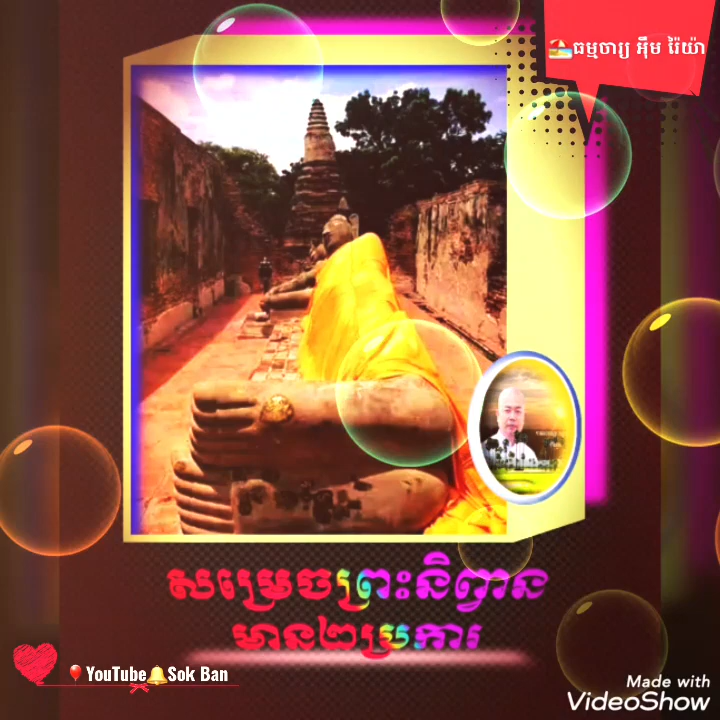 🏖️ធម្មចារ្យ អ៊ឹម រ៉ៃយ៉ា
សម្រេចព្រះនិព្វាន
មាន២ប្រការ
📍YouTube🔔Sok Ban
Made with
VideoShow